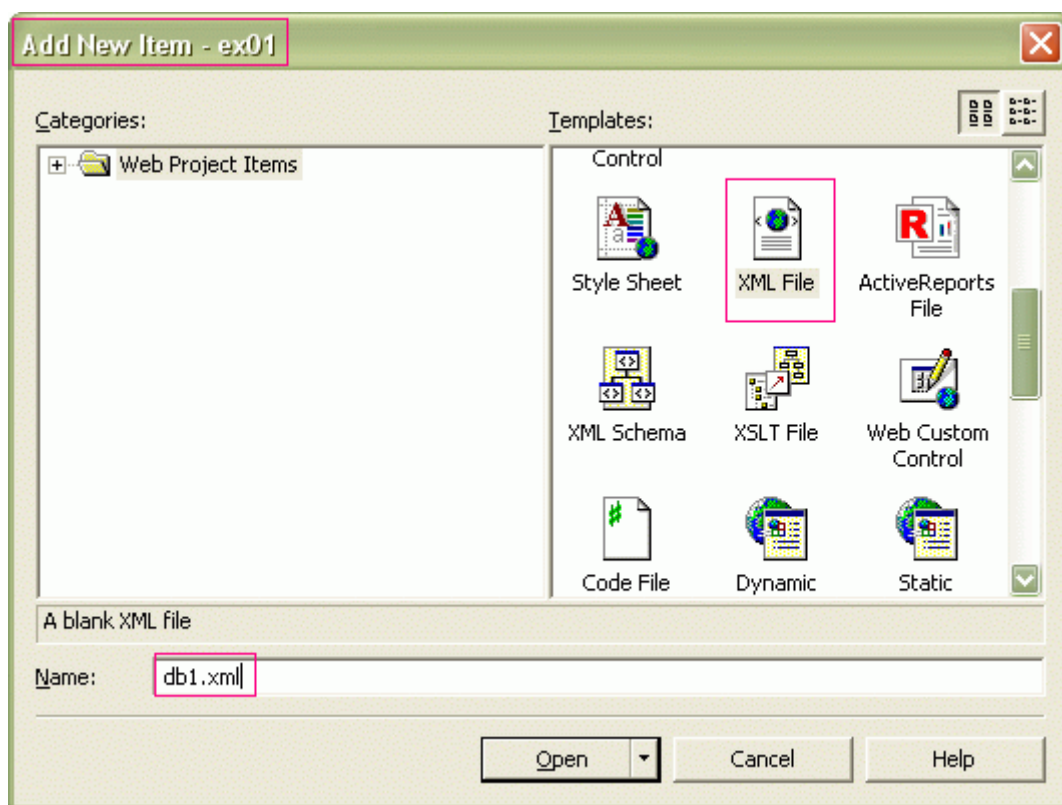 Add New Item - ex01
Categories:
Templates:
Web Project Items
Control
Style Sheet
XML File
ActiveReports
File
XML Schema
XSLT File
Web Custom
Control
Code File
Dynamic
Static
A blank XML file
Name:
db1.xml
Open
Cancel
Help